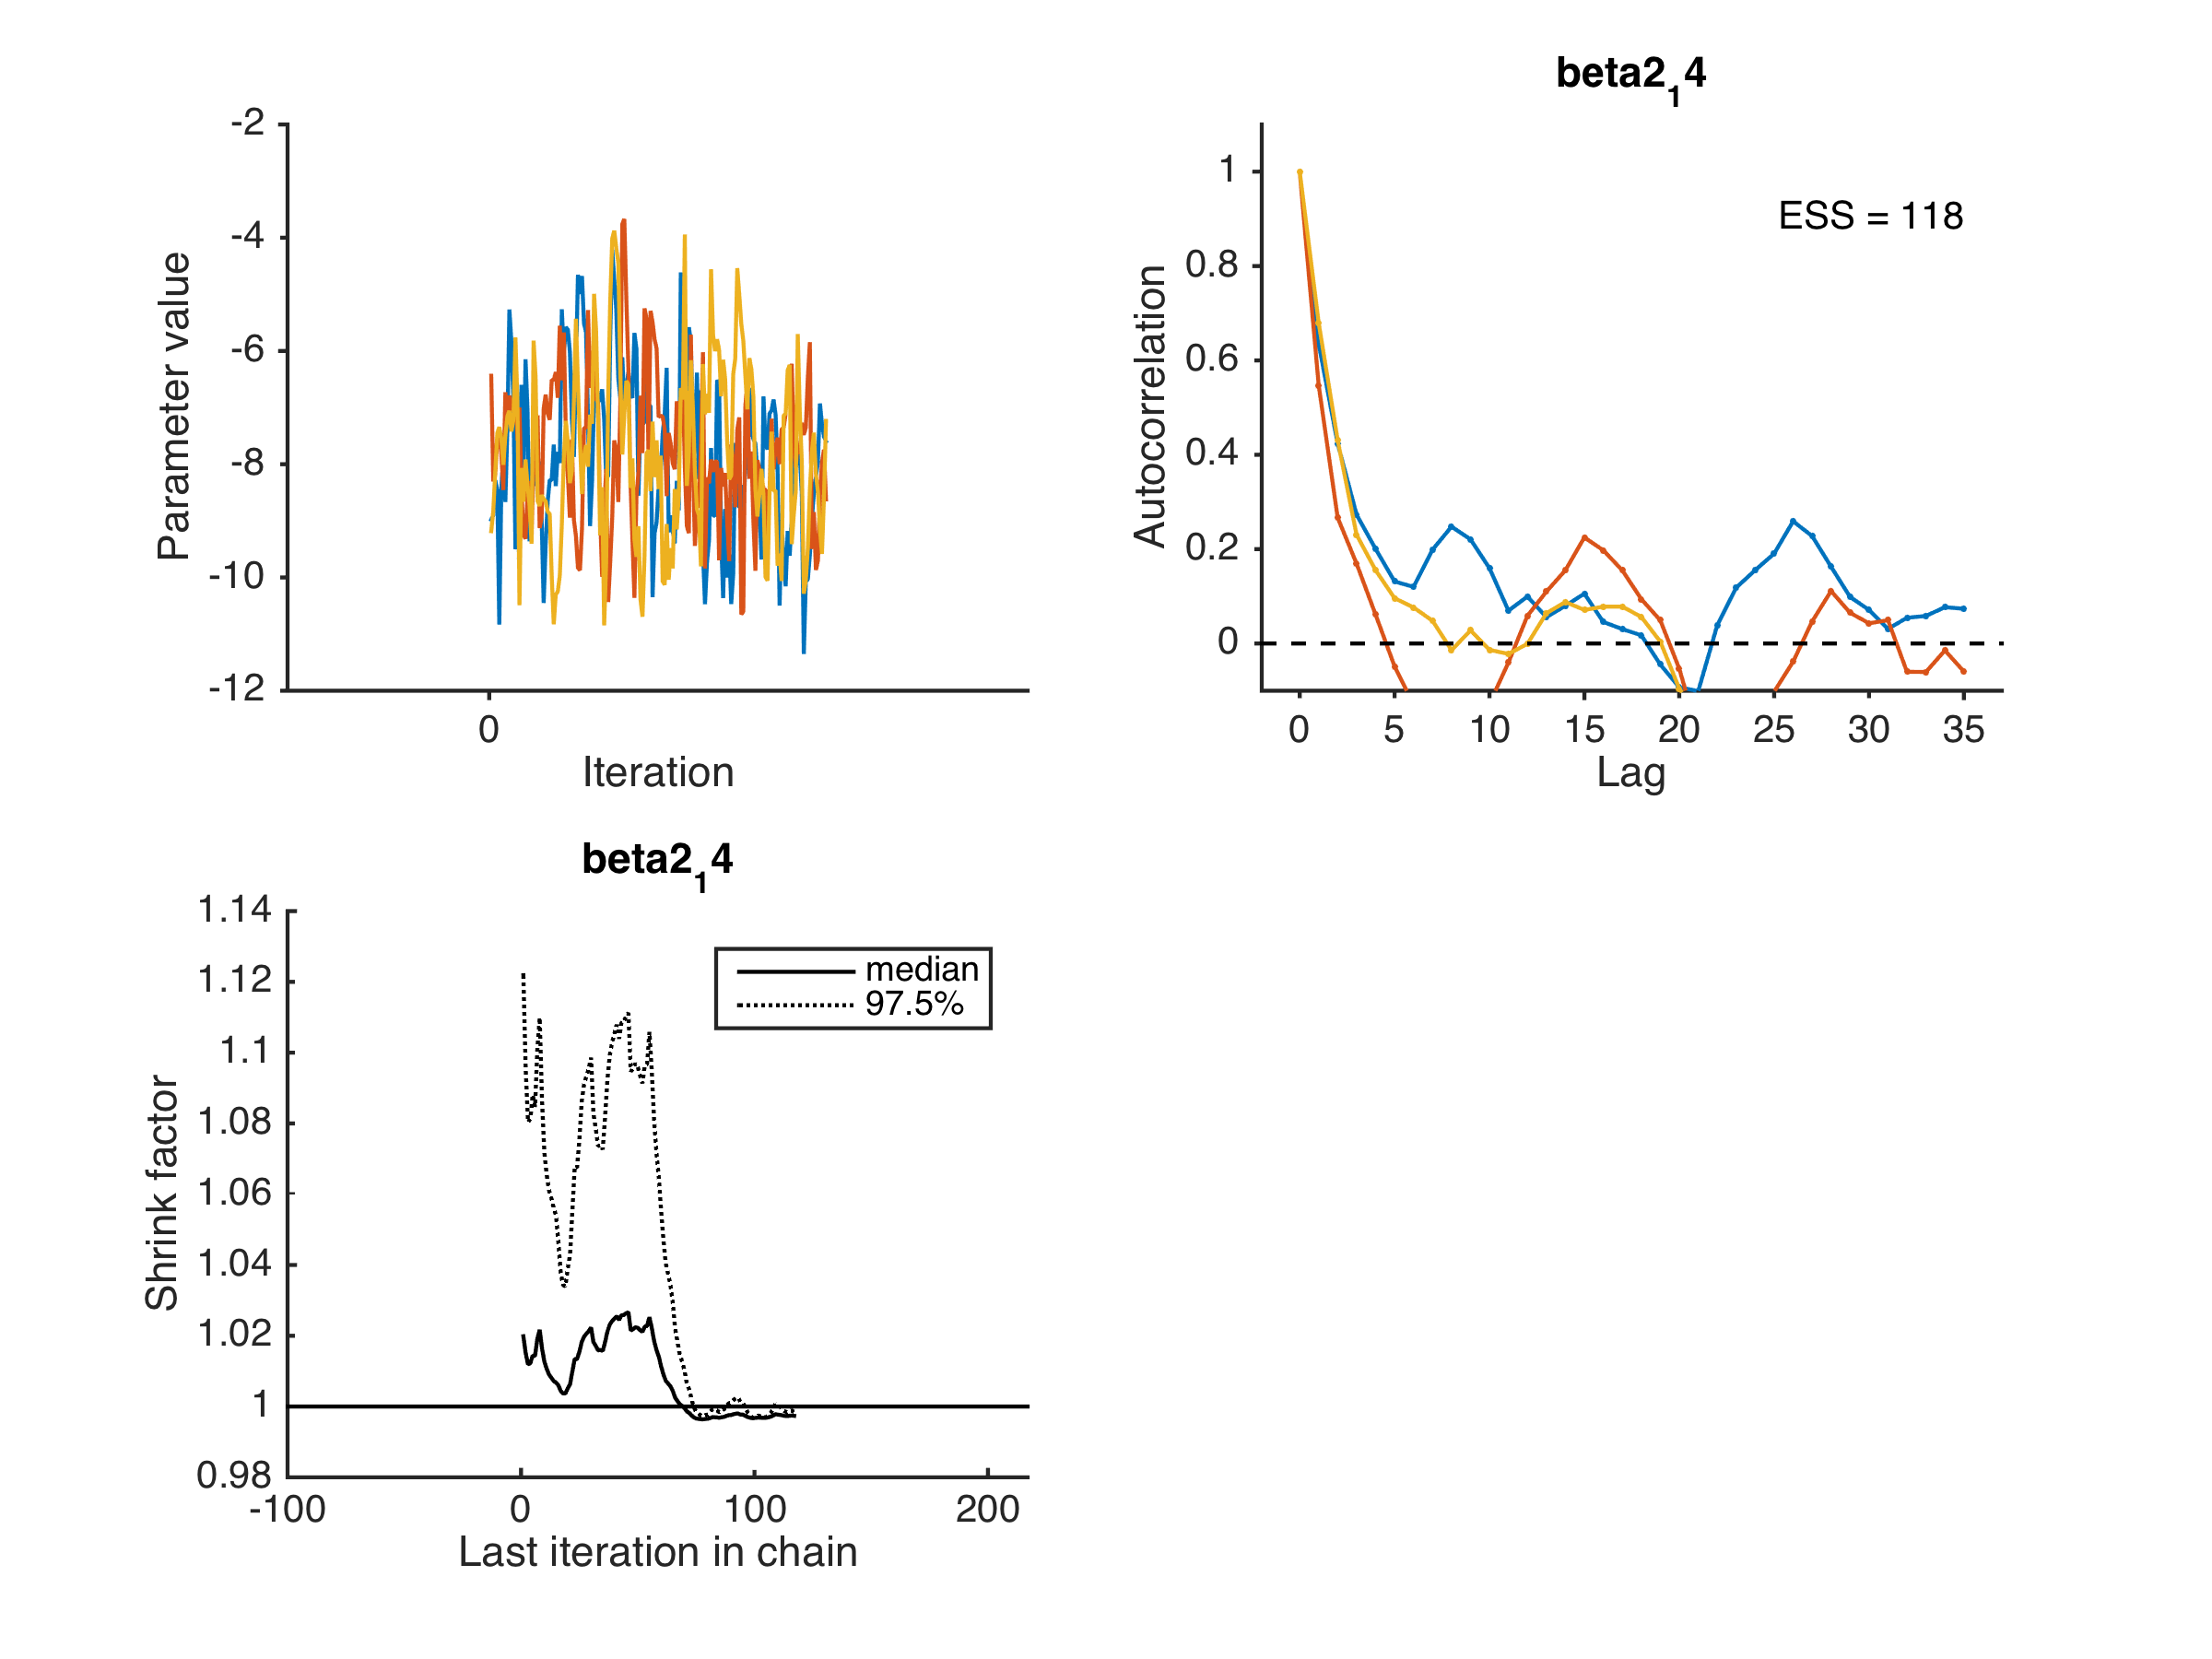 -2
-4
-6
-8
-10
-12
Parameter value
0
Iteration
beta2₁4
1
0.8
0.6
0.4
0.2
0
Autocorrelation
ESS = 118
0 5 10 15 20 25 30 35
Lag
beta2₁4
1.14
1.12
1.1
1.08
1.06
1.04
1.02
1
0.98
Shrink factor
median
97.5%
-100 0 100 200
Last iteration in chain